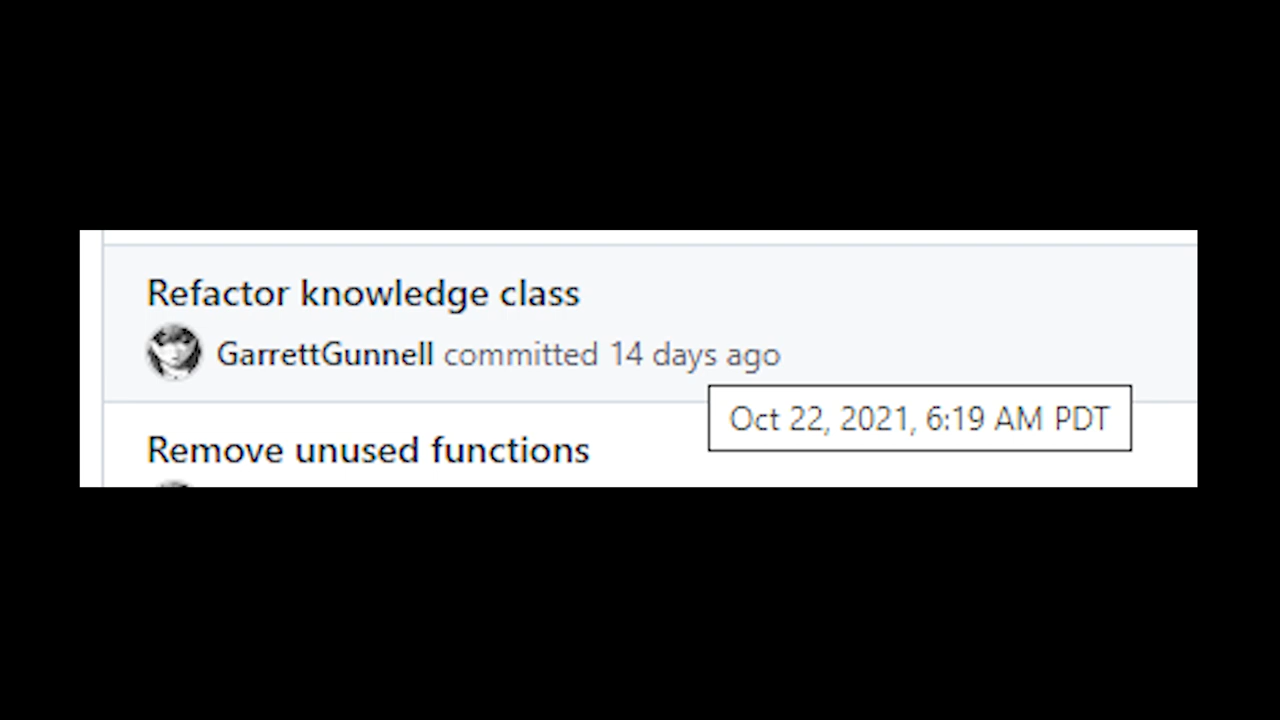 Refactor knowledge class
GarrettGunnell committed 14 days ago
Oct 22, 2021, 6:19 AM PDT
Remove unused functions